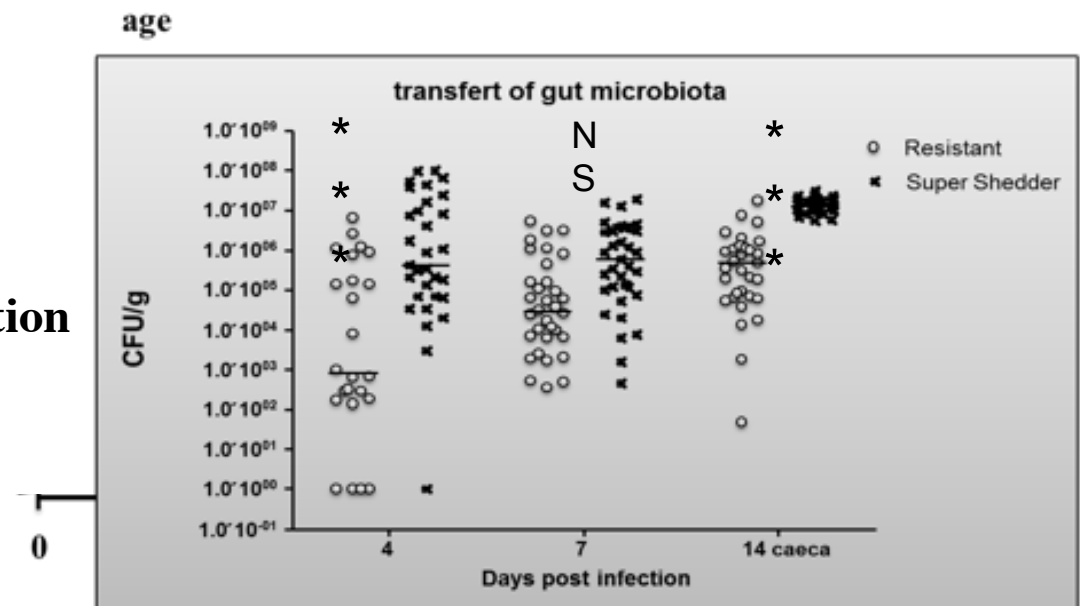 age
transfert of gut microbiota
1.0´10⁰⁹
1.0´10⁰⁸
1.0´10⁰⁷
1.0´10⁰⁶
1.0´10⁰⁵
1.0´10⁰⁴
1.0´10⁰³
1.0´10⁰²
1.0´10⁰¹
1.0´10⁰⁰
1.0´10⁻⁰¹
CFU/g
*
*
*
N
S
*
*
*
Resistant
Super Shedder
4
7
14 caeca
Days post infection
tion
0